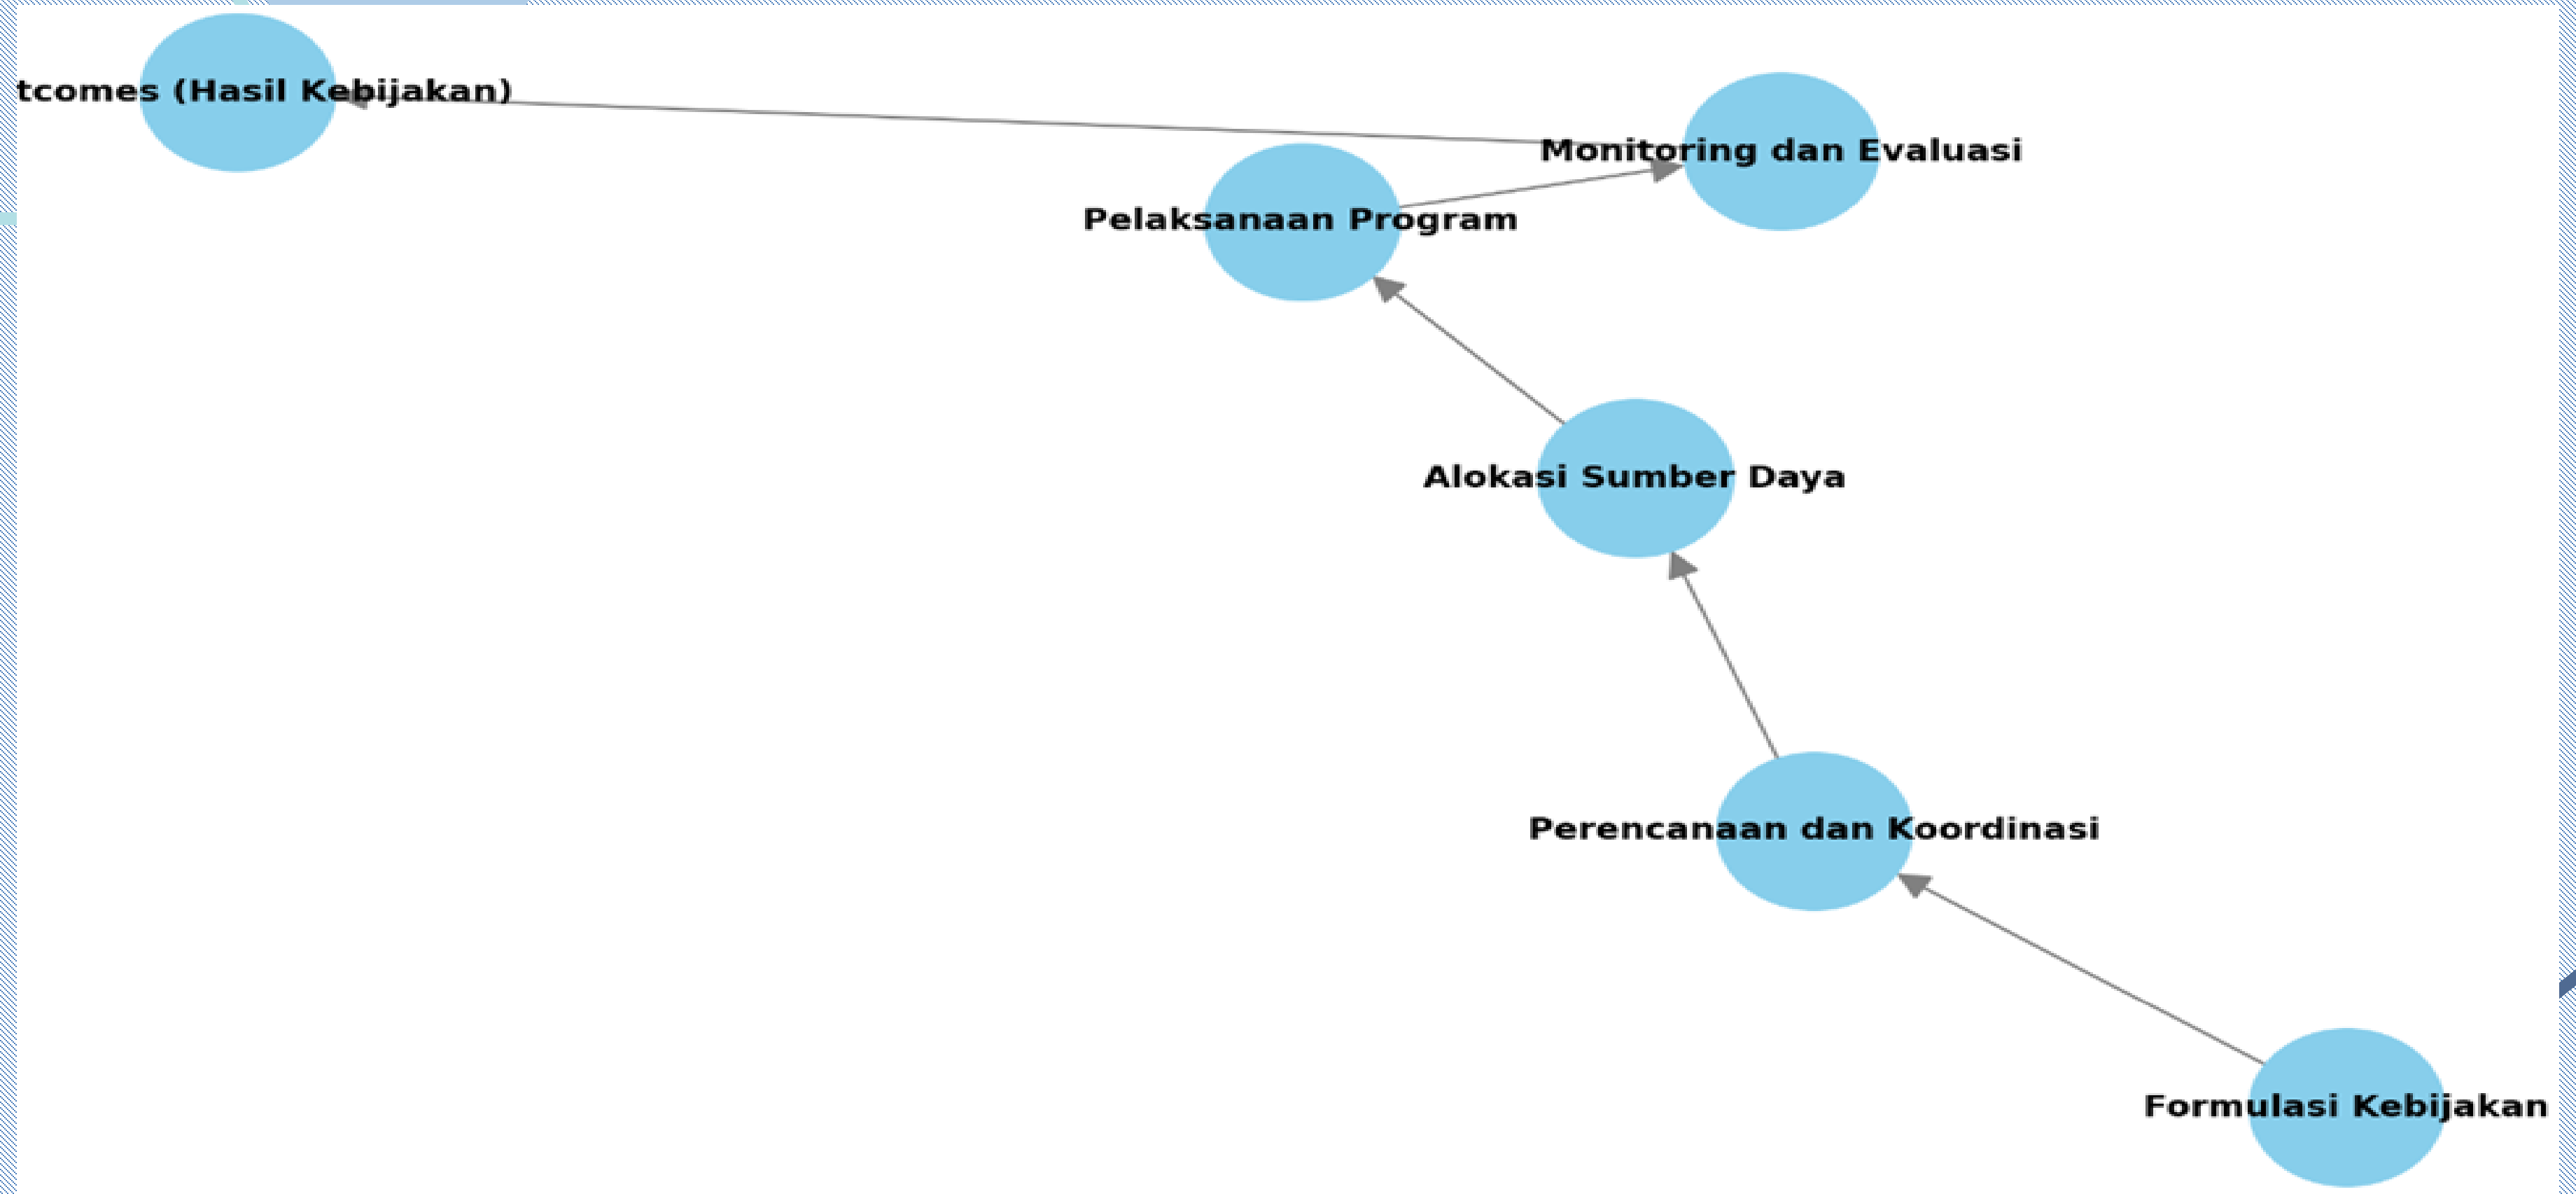 tcomes (Hasil Kebijakan)
Monitoring dan Evaluasi
Pelaksanaan Program
Alokasi Sumber Daya
Perencanaan dan Koordinasi
Formulasi Kebijakan